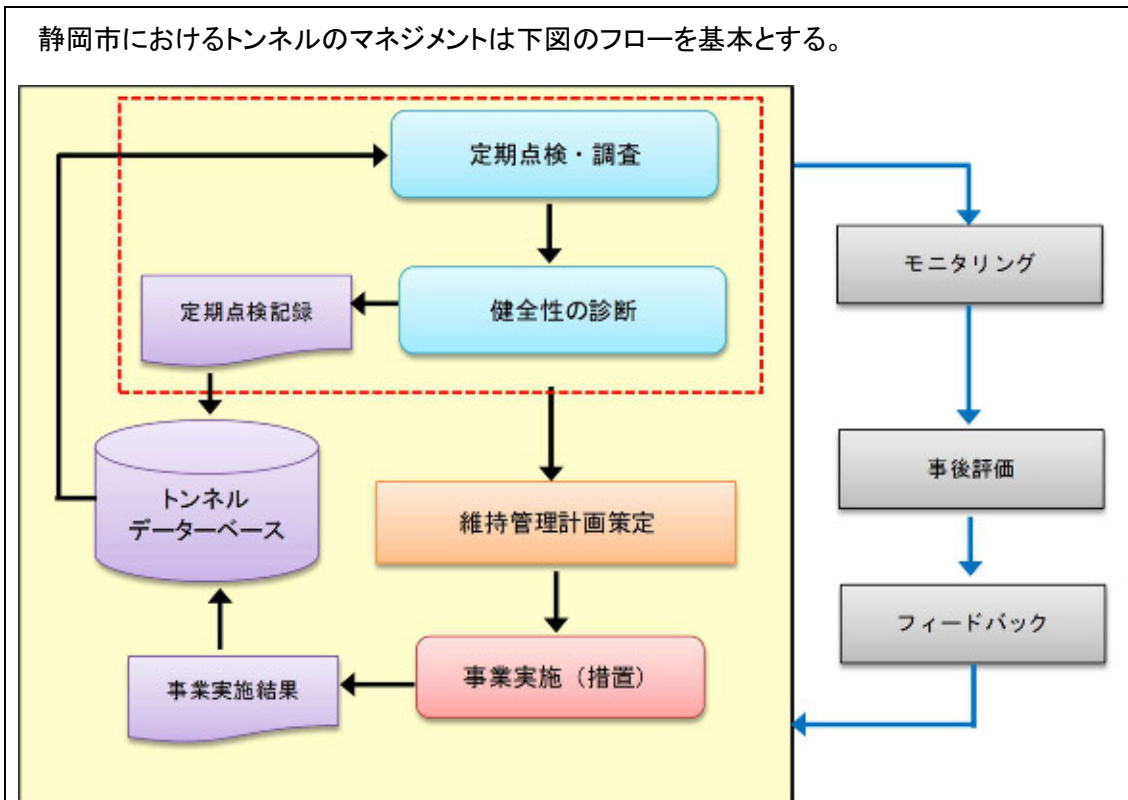 静岡市におけるトンネルのマネジメントは下図のフローを基本とする。
定期点検・調査
モニタリング
定期点検記録
健全性の診断
事後評価
トンネル
データーベース
維持管理計画策定
フィードバック
事業実施結果
事業実施（措置）